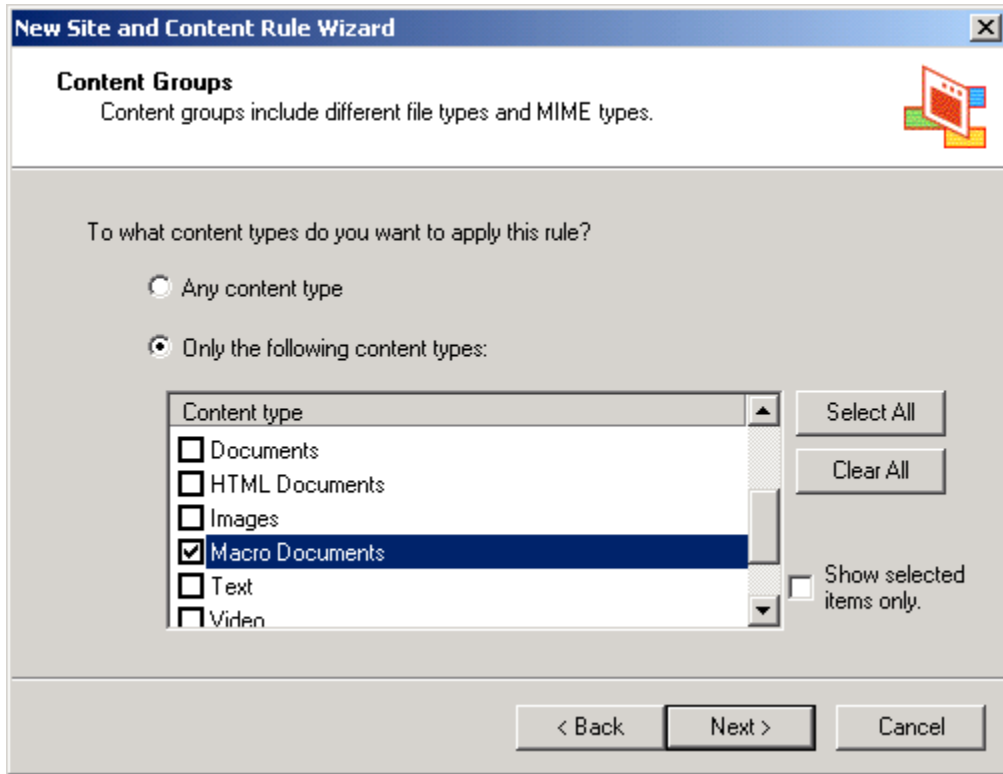 New Site and Content Rule Wizard
Content Groups
Content groups include different file types and MIME types.
To what content types do you want to apply this rule?
Any content type
Only the following content types:
Content type
Select All
Documents
Clear All
HTML Documents
Images
Macro Documents
Text
Show selected
items only.
Video
< Back
Next >
Cancel